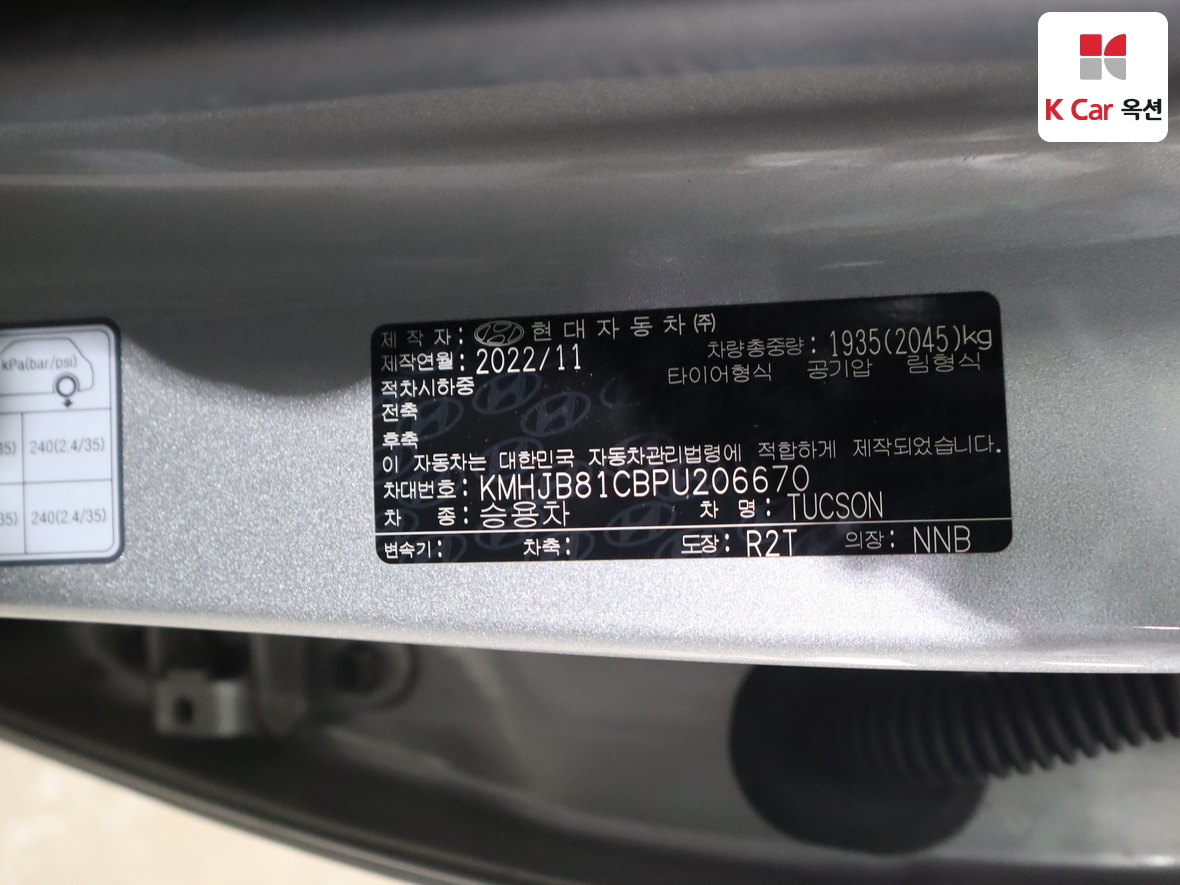 K Car 옥션
kPa(bar/psi)
35) 240(2.4/35)
35) 240(2.4/35)
제 작 자 : 현 대 자 동 차 ㈜
제작연월 : 2022/11 차량총중량 : 1935(2045)kg
적차시하중 타이어형식 공기압 림형식
전축
후축
이 자동차는 대한민국 자동차관리법령에 적합하게 제작되었습니다.
차대번호 : KMHJB81CBPU206670
차 종 : 승용차 차 명 : TUCSON
변속기 : 차축 : 도장 : R2T 의장 : NNB